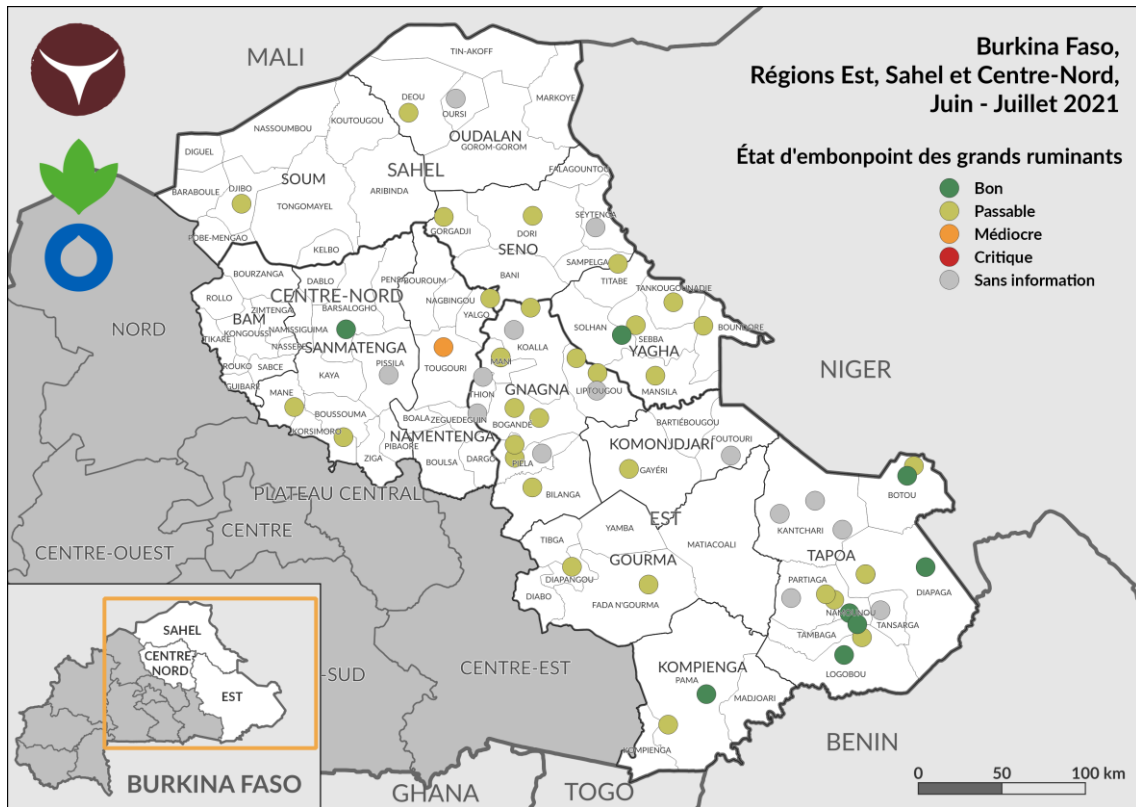 Burkina Faso,
Régions Est, Sahel et Centre-Nord,
Juin - Juillet 2021
État d'embonpoint des grands ruminants
Bon
Passable
Médiocre
Critique
Sans information
MALI
TIN-AKOFF
DEOU
OURSI
MARKOYE
KOUTOUGOU
NASSOUMBOU
OUDALAN
GOROM-GOROM
DIGUEL
SAHEL
FALAGOUNTOU
BARABOULE
DJIBO
SOUM
ARIBINDA
TONGOMAYEL
SEYTENGA
GORGADJI
DORI
POBE-MENGAO
SENO
KELBO
SAMPELGA
BANI
BOURZANGA
DABLO
BOUROUM
TITABE
TANKOUGOUNADIE
ROLLO
CENTRE-NORD
NAGBINGOU
ZIMTENGA
BARSALOGHO
YALGO
NORD
BAM
SOLHAN
BOUNDORE
TIKARE
KONGOUSSI
NAMISSIGUIMA
SEBBA
NASSERE
SANMATENGA
KOALLA
YAGHA
ROUKO
SABCE
PISSILA
MANI
NIGER
KAYA
TOUGOURI
GUIBARE
GNAGNA
MANSILA
LIPTOUGOU
MANE
THION
BOUSSOUMA
BOALA
ZEGUEDEGUIN
BOGANDE
BARTIÉBOUGOU
KORSIMORO
NAMENTENGA
KOMONJDJARI
FOUTOURI
PIBAORE
ZIGA
BOULSA
DARGO
PIELA
GAYÉRI
PLATEAU CENTRAL
BILANGA
BOTOU
CENTRE
EST
YAMBA
KANTCHARI
CENTRE-OUEST
TIBGA
MATIACOALI
TAPOA
GOURMA
DIAPANGOU
PARTIAGA
DIABO
FADA N'GOURMA
DIAPAGA
TANSARGA
TAMBAGA
SAHEL
CENTRE-
NORD
EST
-SUD
CENTRE-EST
KOMPIENGA
PAMA
LOGOBOU
MADJOARI
KOMPIENGA
BENIN
BURKINA FASO
GHANA
TOGO
0 50 100 km